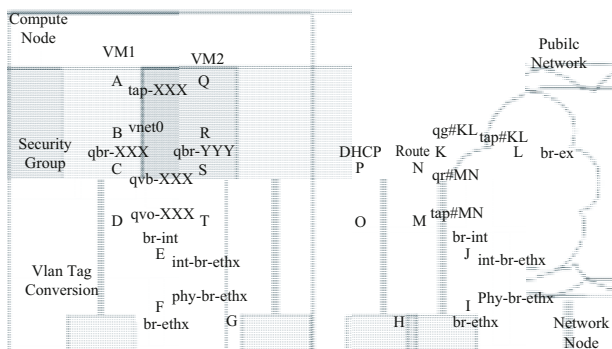 Compute
Node
VM1
VM2
Pubilc
Network
A
Q
tap-XXX
B
vnet0
R
qg#KL
tap#KL
Security
Group
qbr-XXX
qbr-YYY
DHCP
Route
K
L
br-ex
C
S
P
N
qvb-XXX
qr#MN
D
qvo-XXX
T
O
M
tap#MN
br-int
br-int
E
int-br-ethx
J
int-br-ethx
Vlan Tag
Conversion
phy-br-ethx
Phy-br-ethx
F
I
br-ethx
G
H
br-ethx
Network
Node